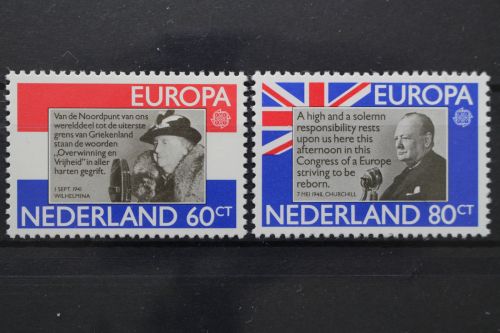 EUROPA
Van de Noordpunt van ons
werelddeel tot de uiterste
grens van Griekenland
staan de woorden
„Overwinning en
Vrijheid” in aller
harten gegrift.
1 SEPT. 1941
WILHELMINA
NEDERLAND 60CT
EUROPA
A high and a solemn
responsibility rests
upon us here this
afternoon in this
Congress of a Europe
striving to be
reborn.
7 MEI 1948, CHURCHILL
NEDERLAND 80CT